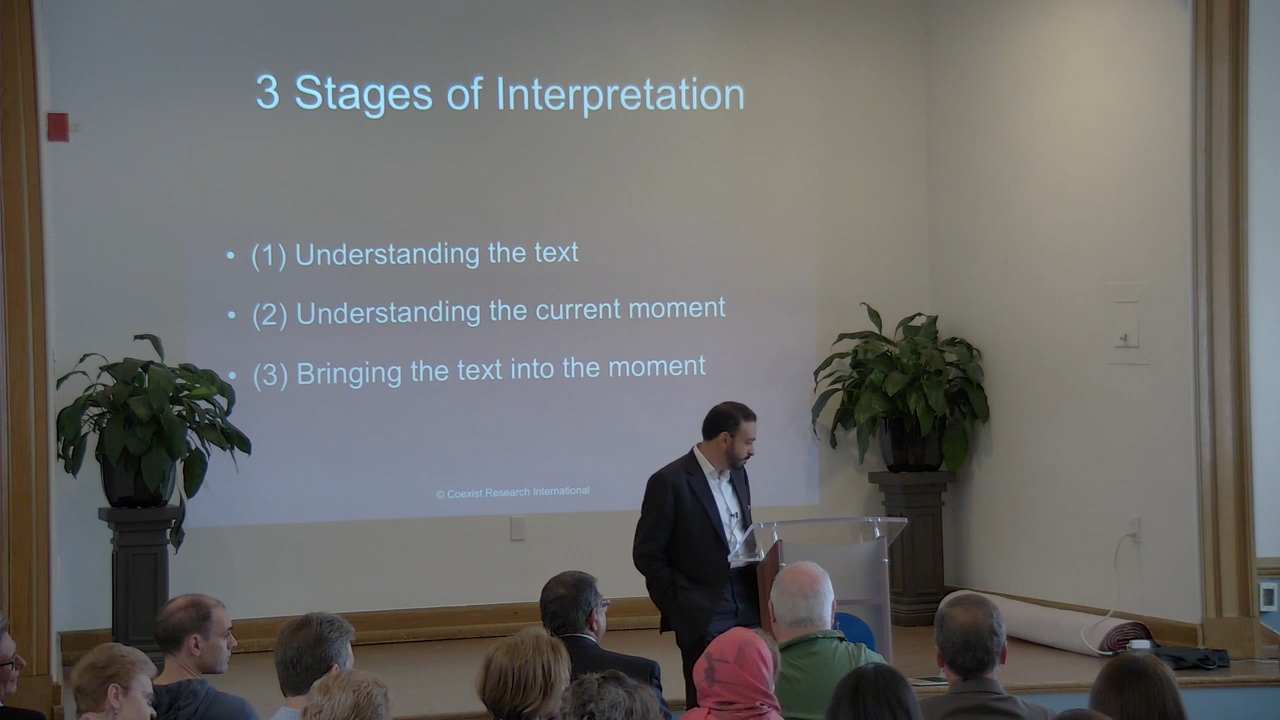 3 Stages of Interpretation
• (1) Understanding the text
• (2) Understanding the current moment
• (3) Bringing the text into the moment
© Coexist Research International